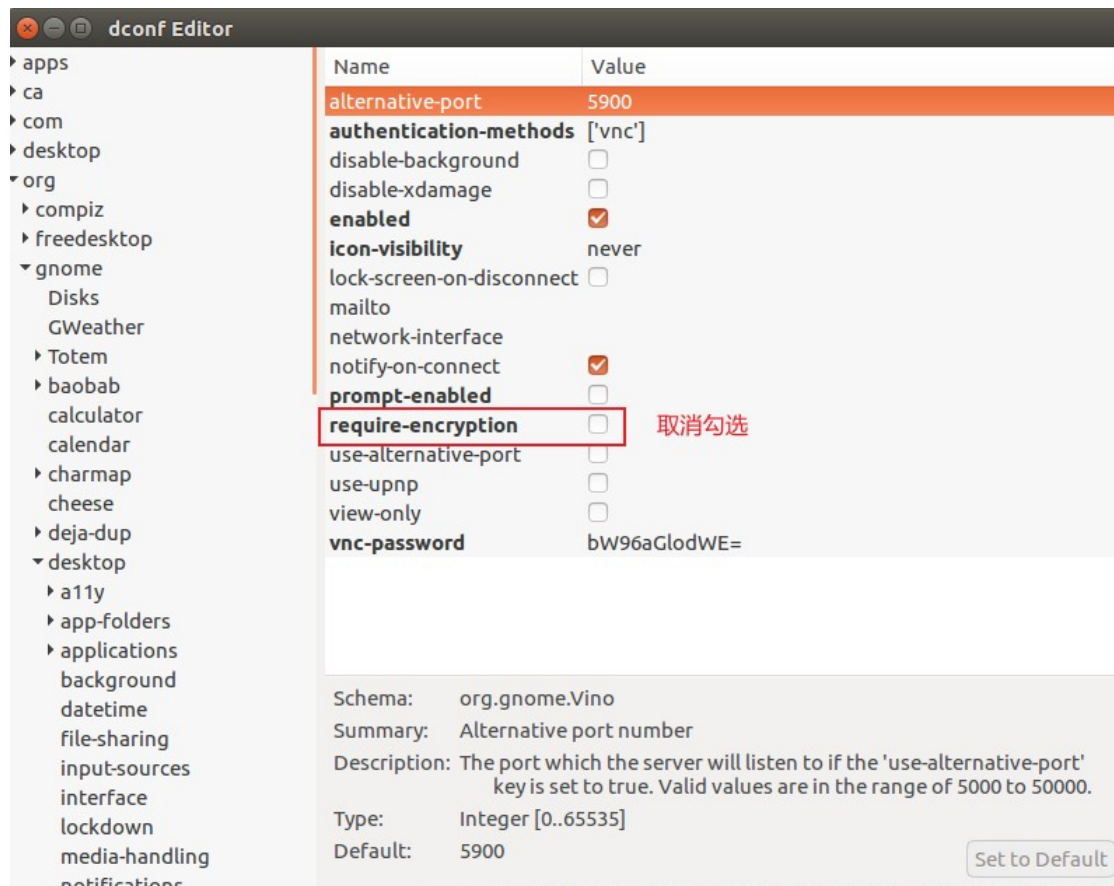 dconf Editor
apps
ca
com
desktop
org
compiz
freedesktop
gnome
Disks
GWeather
Totem
baobab
calculator
calendar
charmap
cheese
deja-dup
desktop
a11y
app-folders
applications
background
datetime
file-sharing
input-sources
interface
lockdown
media-handling
notifications
Name Value
alternative-port 5900
authentication-methods ['vnc']
disable-background
disable-xdamage
enabled
icon-visibility never
lock-screen-on-disconnect
mailto
network-interface
notify-on-connect
prompt-enabled
require-encryption 取消勾选
use-alternative-port
use-upnp
view-only
vnc-password bW96aGlodWE=
Schema: org.gnome.Vino
Summary: Alternative port number
Description: The port which the server will listen to if the 'use-alternative-port'
key is set to true. Valid values are in the range of 5000 to 50000.
Type: Integer [0..65535]
Default: 5900
Set to Default